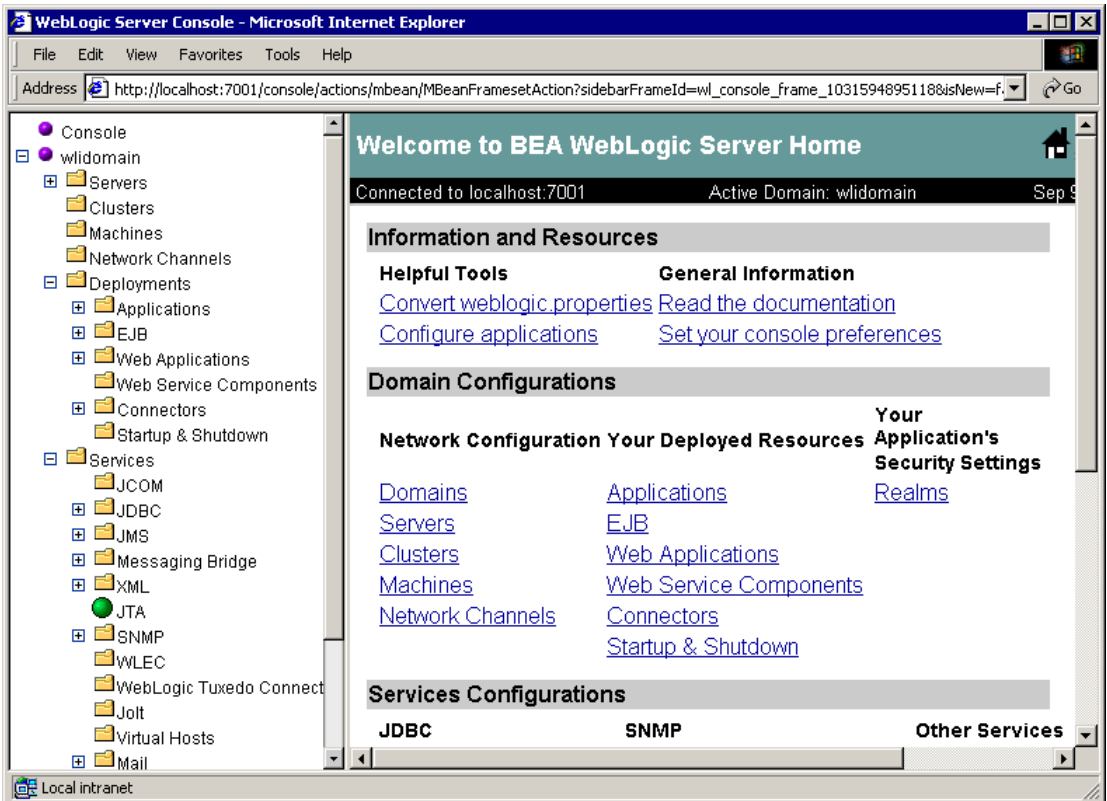 WebLogic Server Console - Microsoft Internet Explorer
File Edit View Favorites Tools Help
Address http://localhost:7001/console/actions/mbean/MBeanFramesetAction?sidebarFrameId=wl_console_frame_1031594895118&isNew=f Go
Console
wlidomain
Servers
Clusters
Machines
Network Channels
Deployments
Applications
EJB
Web Applications
Web Service Components
Connectors
Startup & Shutdown
Services
JCOM
JDBC
JMS
Messaging Bridge
XML
JTA
SNMP
WLEC
WebLogic Tuxedo Connect
Jolt
Virtual Hosts
Mail
Welcome to BEA WebLogic Server Home
Connected to localhost:7001 Active Domain: wlidomain Sep 9
Information and Resources
Helpful Tools General Information
Convert weblogic.properties Read the documentation
Configure applications Set your console preferences
Domain Configurations
Your
Network Configuration Your Deployed Resources Application's
Security Settings
Domains Applications Realms
Servers EJB
Clusters Web Applications
Machines Web Service Components
Network Channels Connectors
Startup & Shutdown
Services Configurations
JDBC SNMP Other Services
Local intranet